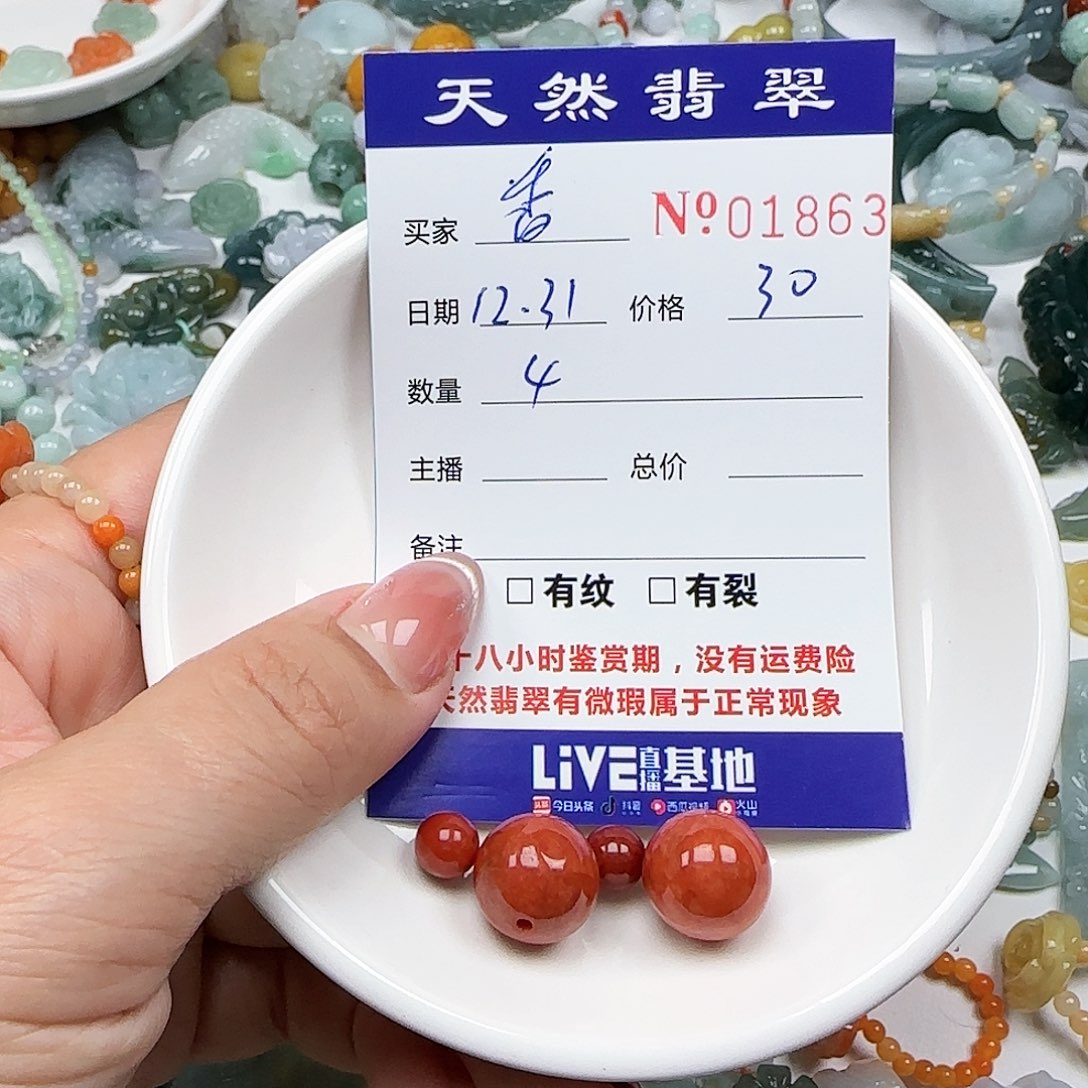 天然翡翠
买家 香 Nº01863
日期 12.31 价格 30
数量 4
主播 总价
备注
□ 有纹 □ 有裂
十八小时鉴赏期，没有运费险
天然翡翠有微瑕属于正常现象
LiVE直播基地
今日头条 抖音 西瓜视频 火山